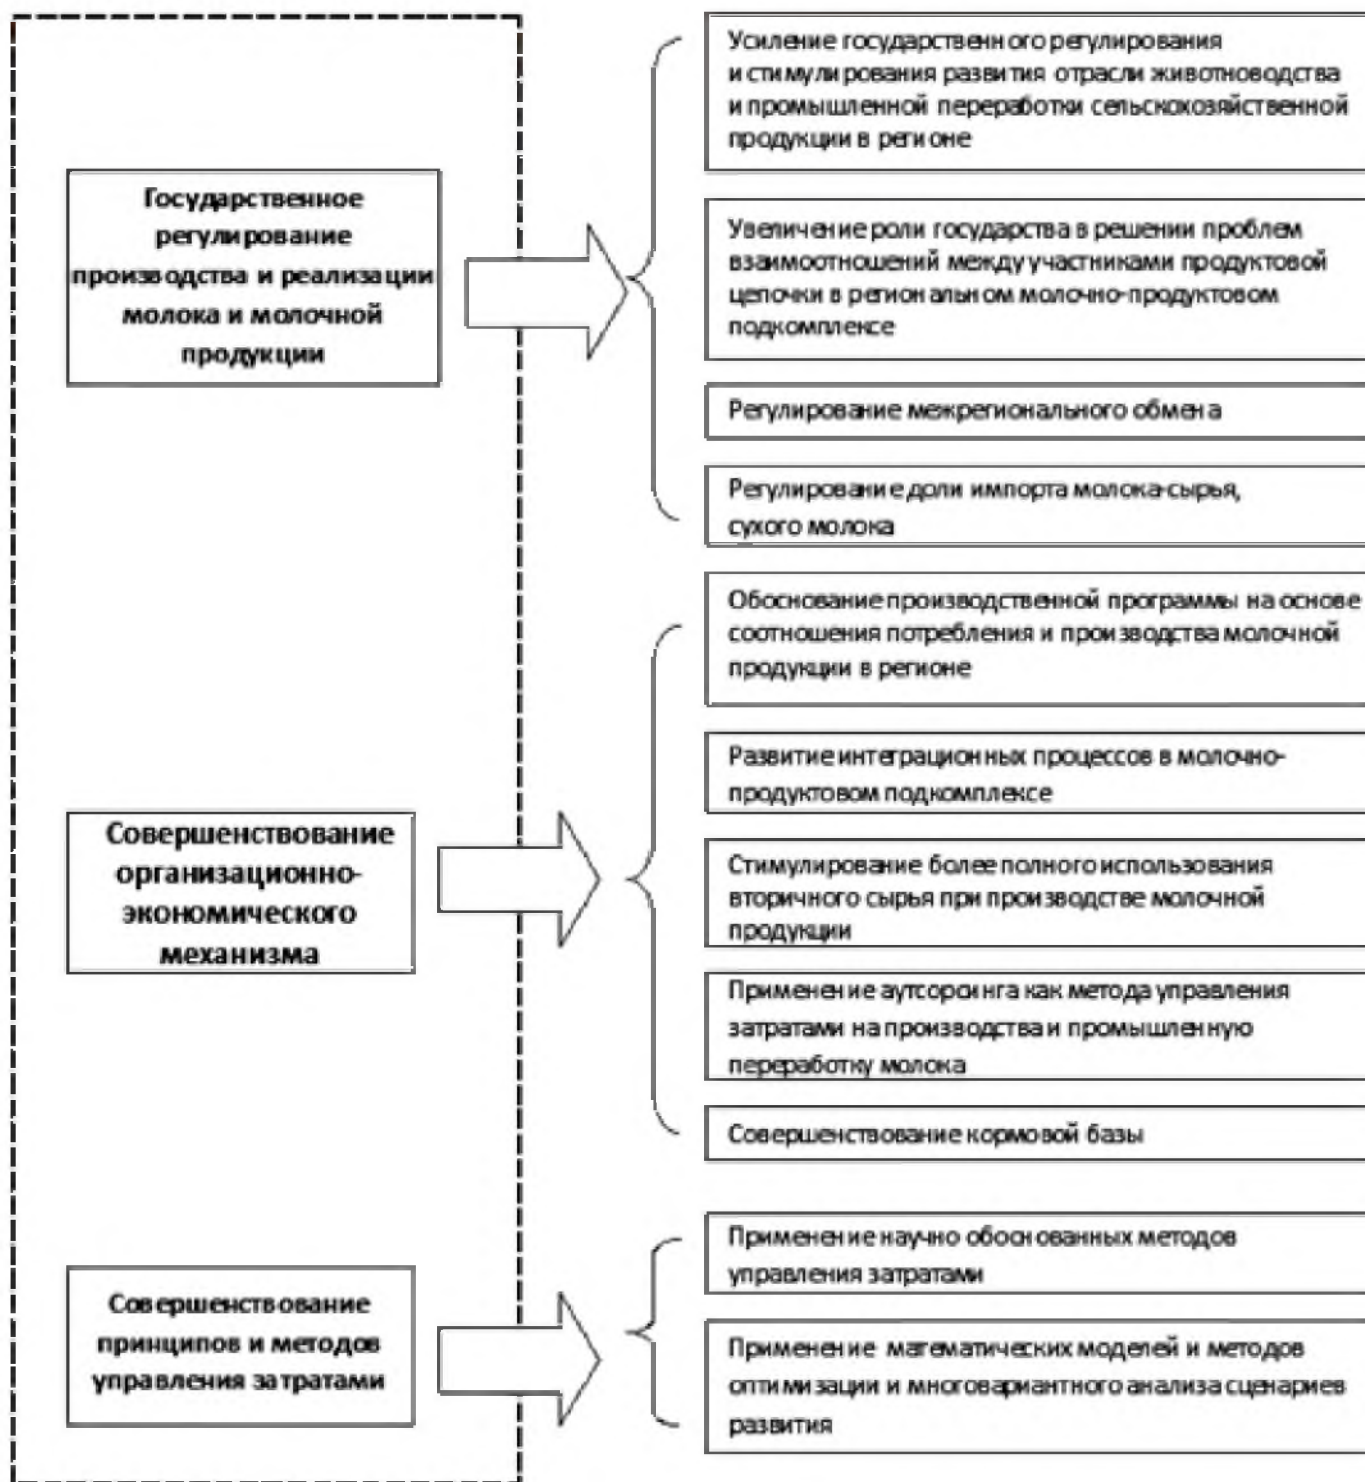 Государственное
регулирование
производства и реализации
молока и молочной
продукции
Усиление государственного регулирования
и стимулирования развития отрасли животноводства
и промышленной переработки сельскохозяйственной
продукции в регионе
Увеличение роли государства в решении проблем
взаимоотношений между участниками продуктовой
цепочки в региональном молочно-продуктовом
подкомплексе
Регулирование межрегионального обмена
Регулирование доли импорта молока-сырья,
сухого молока
Совершенствование
организационно-
экономического
механизма
Обоснование производственной программы на основе
соотношения потребления и производства молочной
продукции в регионе
Развитие интеграционных процессов в молочно-
продуктовом подкомплексе
Стимулирование более полного использования
вторичного сырья при производстве молочной
продукции
Применение аутсорсинга как метода управления
затратами на производства и промышленную
переработку молока
Совершенствование кормовой базы
Совершенствование
принципов и методов
управления затратами
Применение научно обоснованных методов
управления затратами
Применение математических моделей и методов
оптимизации и многовариантного анализа сценариев
развития